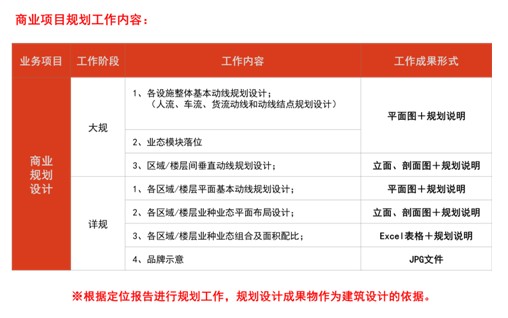 商业项目规划工作内容：
业务项目 工作阶段 工作内容 工作成果形式
商业
规划
设计
大规
1、各设施整体基本动线规划设计；
（人流、车流、货流动线和动线结点规划设计）
平面图＋规划说明
2、业态模块落位
3、区域/楼层间垂直动线规划设计； 立面、剖面图＋规划说明
详规
1、各区域/楼层平面基本动线规划设计； 平面图＋规划说明
2、各区域/楼层业种业态平面布局设计； 立面、剖面图＋规划说明
3、各区域/楼层业种业态组合及面积配比； Excel表格＋规划说明
4、品牌示意 JPG文件
※根据定位报告进行规划工作，规划设计成果物作为建筑设计的依据。